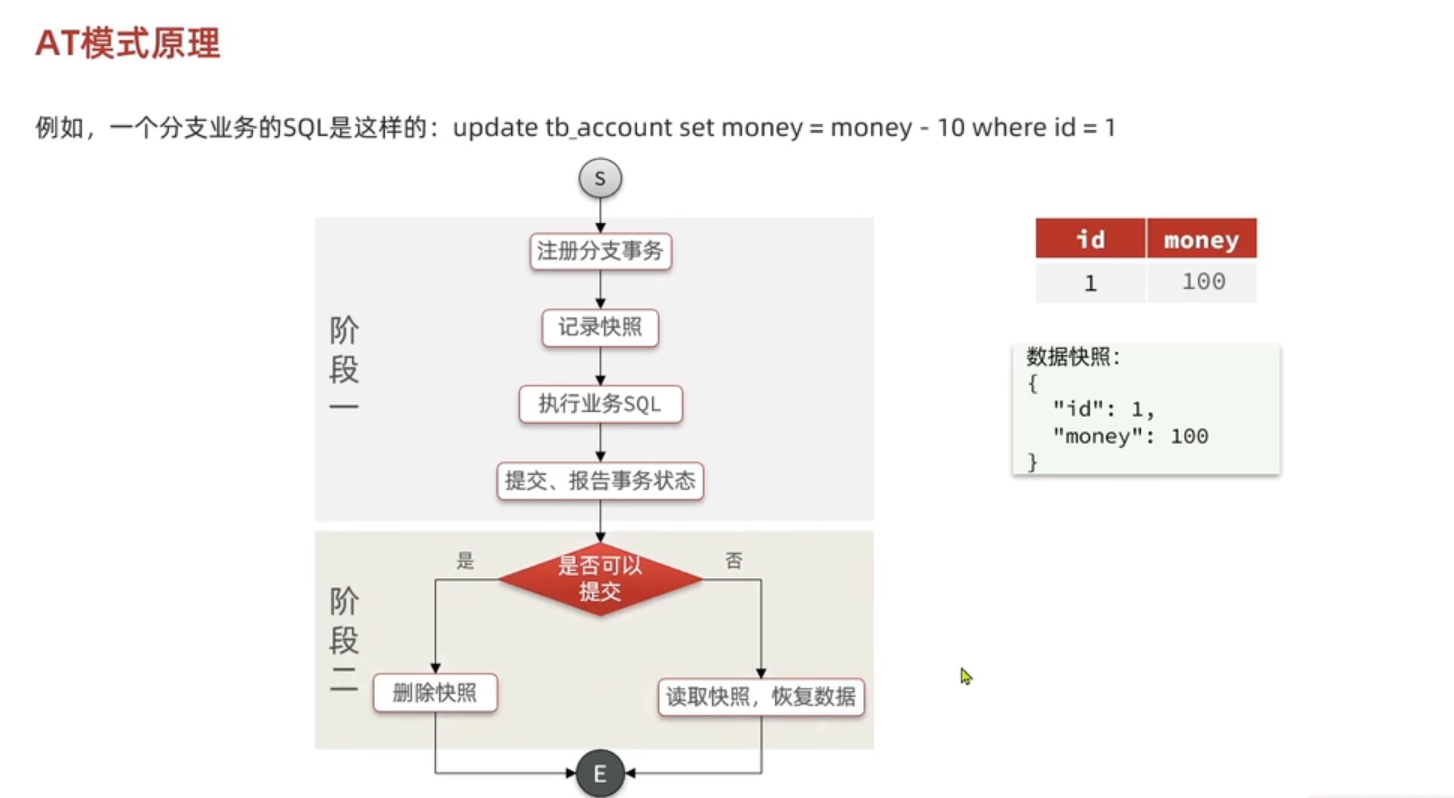 AT模式原理
例如，一个分支业务的SQL是这样的：update tb_account set money = money - 10 where id = 1
S
阶段一
注册分支事务
记录快照
执行业务SQL
提交、报告事务状态
阶段二
是否可以
提交
是
否
删除快照
读取快照，恢复数据
E
id money
1 100
数据快照：
{
"id": 1,
"money": 100
}